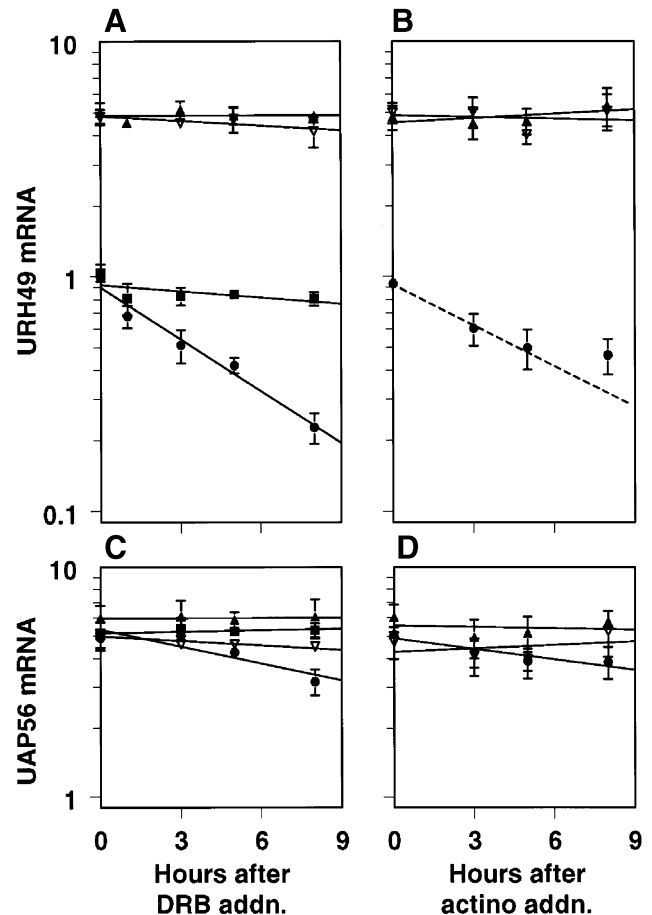 A
B
10
1
0.1
URH49 mRNA
C
D
10
1
UAP56 mRNA
0 3 6 9
0 3 6 9
Hours after
DRB addn.
Hours after
actino addn.